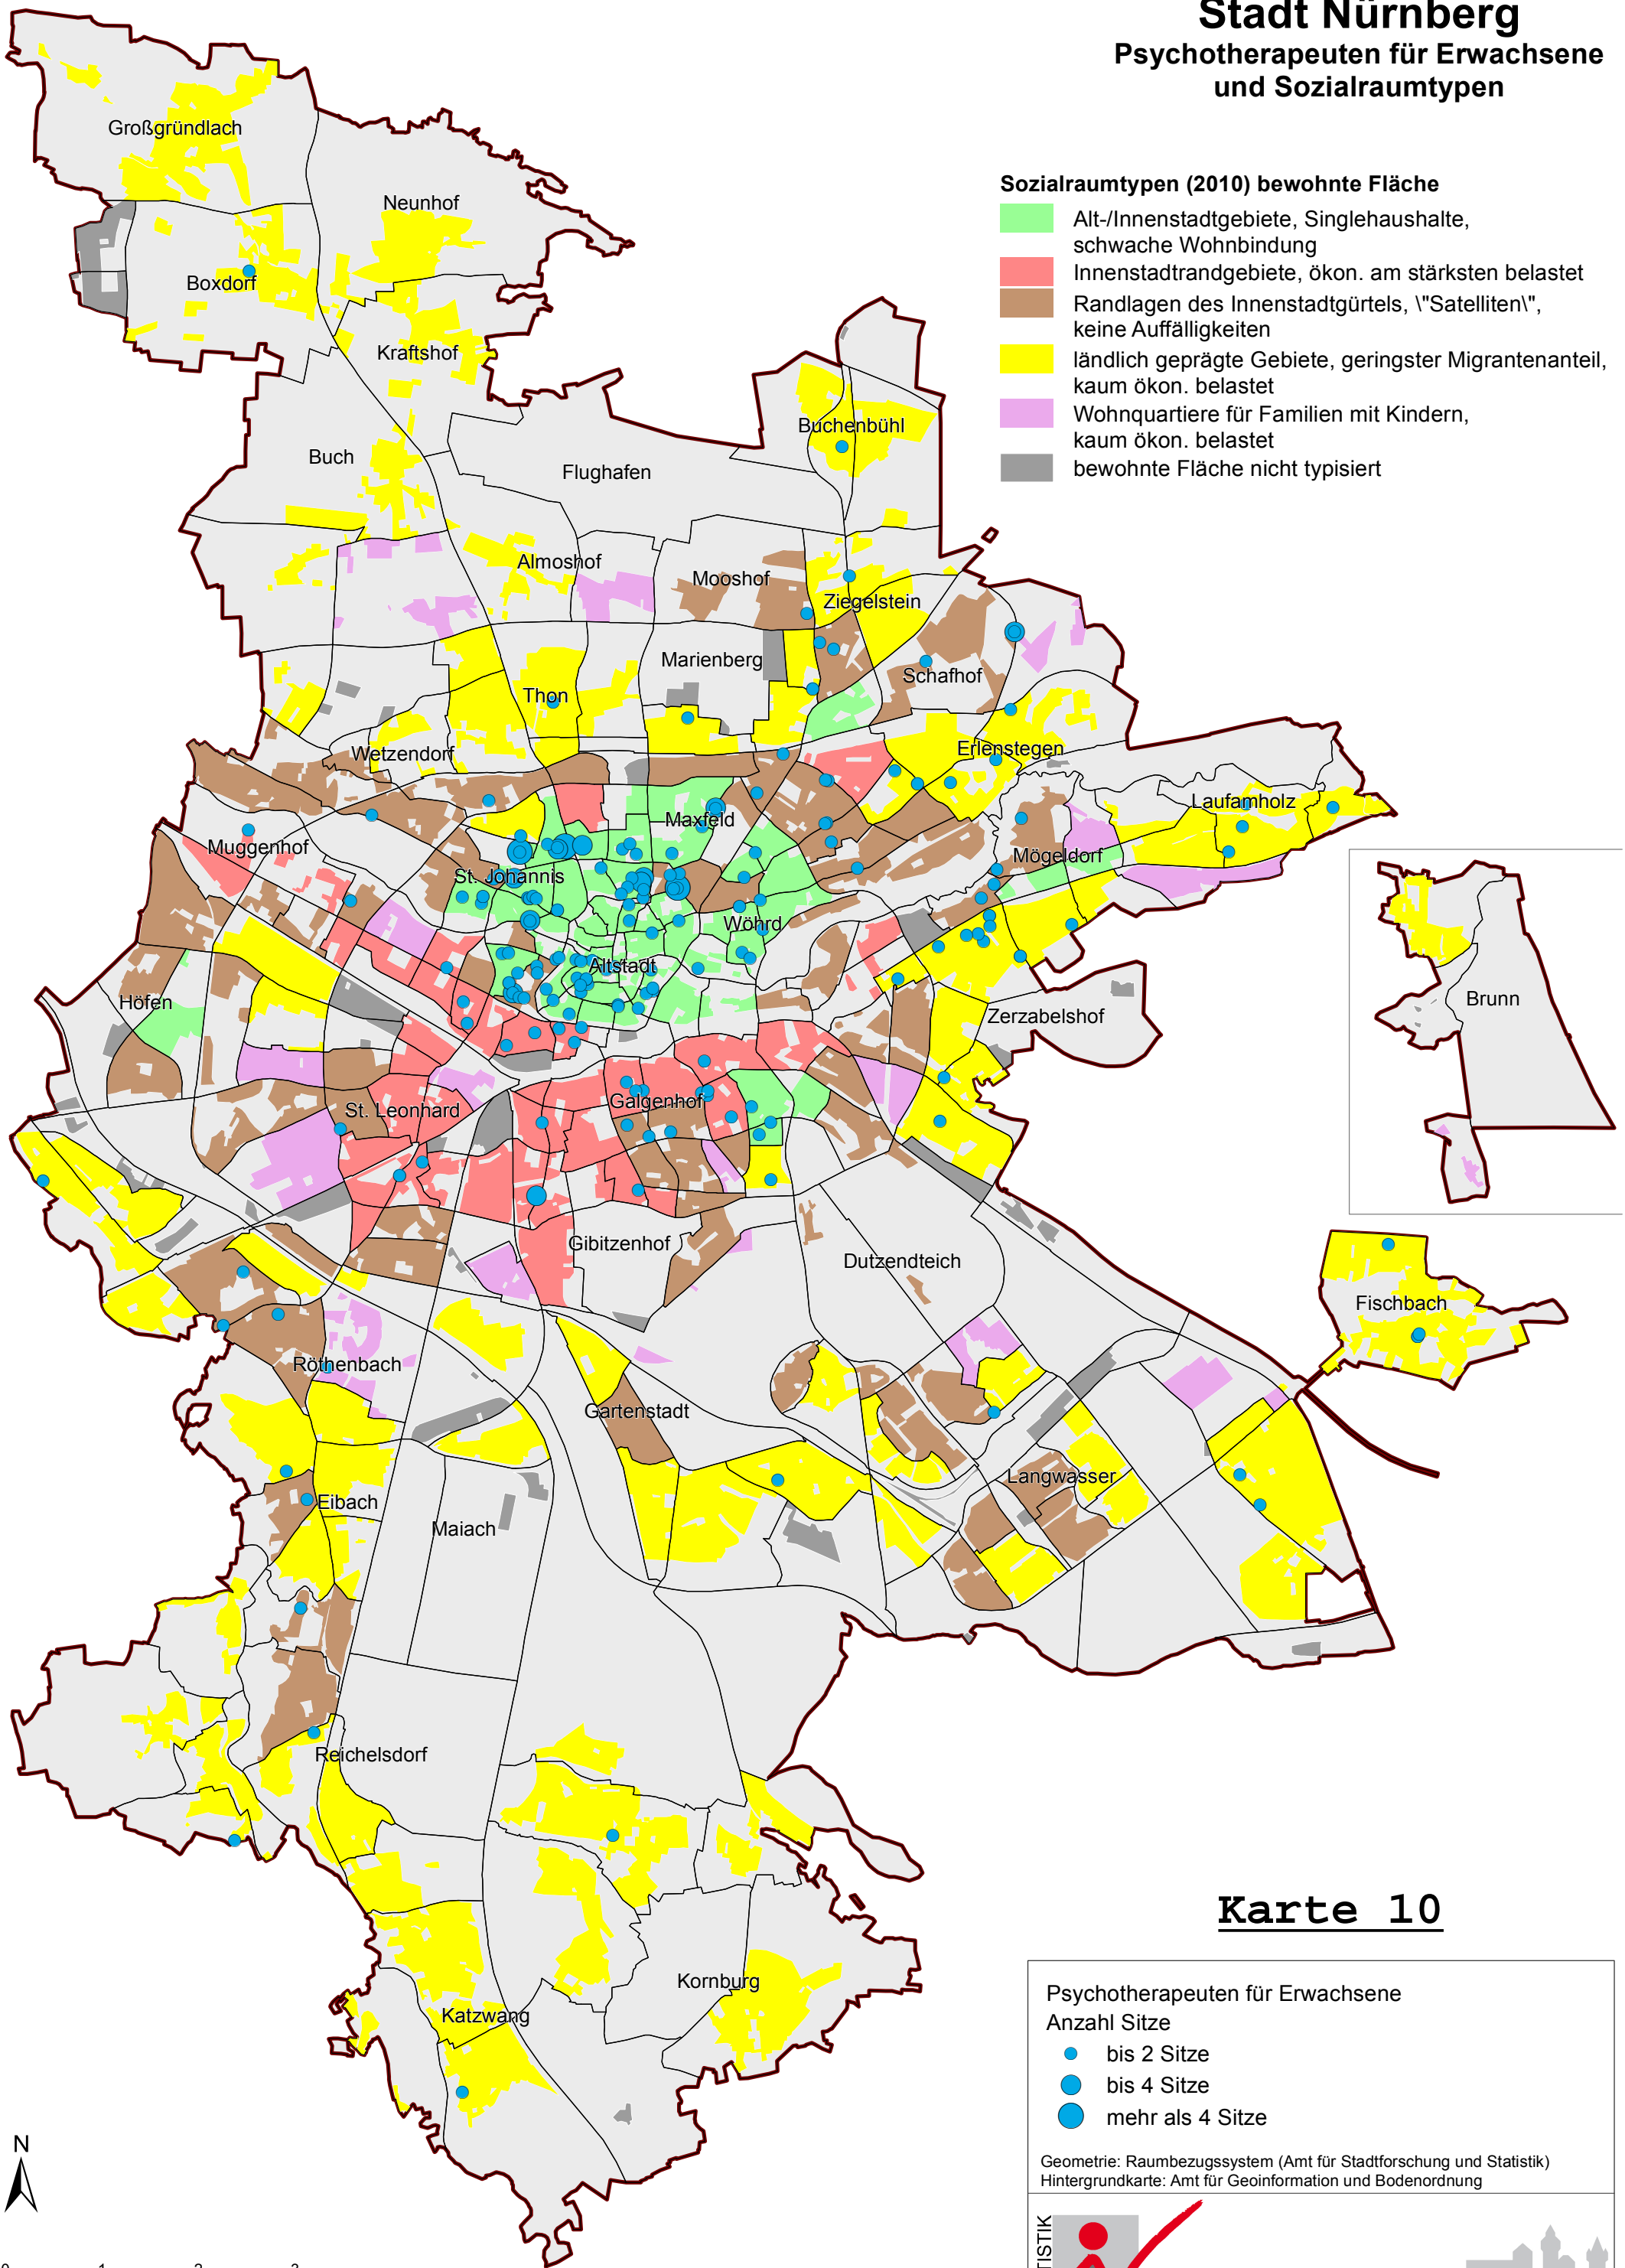 Stadt Nürnberg
Psychotherapeuten für Erwachsene
und Sozialraumtypen
Sozialraumtypen (2010) bewohnte Fläche
Alt-/Innenstadtgebiete, Singlehaushalte,
schwache Wohnbindung
Innenstadtrandgebiete, ökon. am stärksten belastet
Randlagen des Innenstadtgürtels, \"Satelliten\",
keine Auffälligkeiten
ländlich geprägte Gebiete, geringster Migrantenanteil,
kaum ökon. belastet
Wohnquartiere für Familien mit Kindern,
kaum ökon. belastet
bewohnte Fläche nicht typisiert
Großgründlach
Neunhof
Boxdorf
Kraftshof
Buchenbühl
Buch
Flughafen
Almoshof
Mooshof
Ziegelstein
Marienberg
Schafhof
Thon
Wetzendorf
Erlenstegen
Laufamholz
Maxfeld
Muggenhof
Mögeldorf
St. Johannis
Wöhrd
Altstadt
Höfen
Zerzabelshof
Brunn
St. Leonhard
Galgenhof
Gibitzenhof
Dutzendteich
Fischbach
Röthenbach
Gartenstadt
Langwasser
Eibach
Maiach
Reichelsdorf
Kornburg
Katzwang
Karte 10
Psychotherapeuten für Erwachsene
Anzahl Sitze
bis 2 Sitze
bis 4 Sitze
mehr als 4 Sitze
Geometrie: Raumbezugssystem (Amt für Stadtforschung und Statistik)
Hintergrundkarte: Amt für Geoinformation und Bodenordnung
N